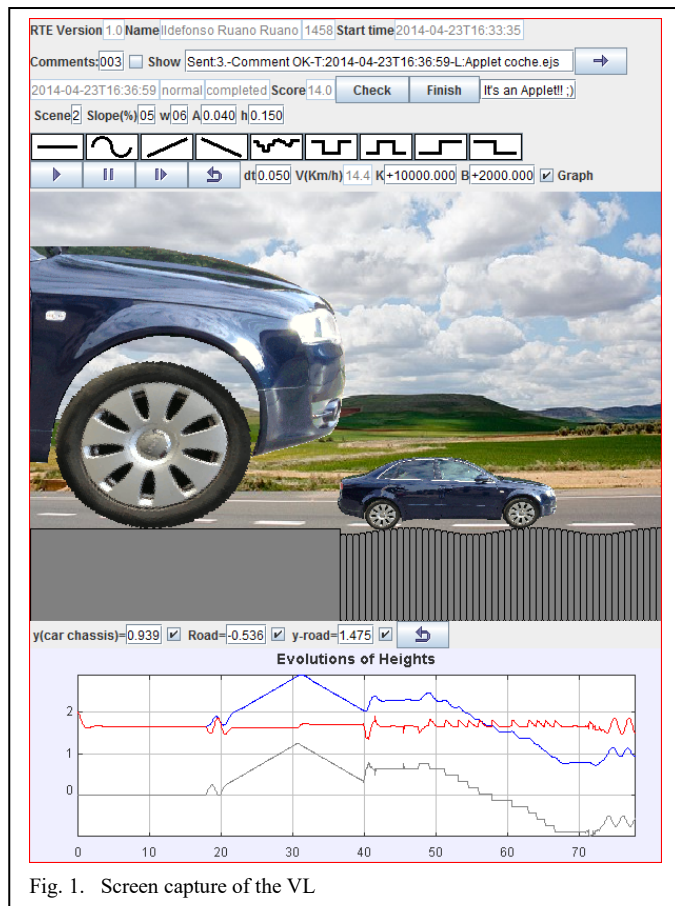 RTE Version 1.0 Name Ildefonso Ruano Ruano 1458 Start time 2014-04-23T16:33:35
Comments: 003 Show Sent:3.-Comment OK-T:2014-04-23T16:36:59-L:Applet coche.ejs
2014-04-23T16:36:59 normal completed Score 14.0 Check Finish It's an Applet!! ;)
Scene 2 Slope(%) 05 w 06 A 0.040 h 0.150
dt 0.050 V(Km/h) 14.4 K +10000.000 B +2000.000 Graph
y(car chassis)= 0.939 Road= -0.536 y-road= 1.475
Evolutions of Heights
2
1
0
0 10 20 30 40 50 60 70
Fig. 1. Screen capture of the VL